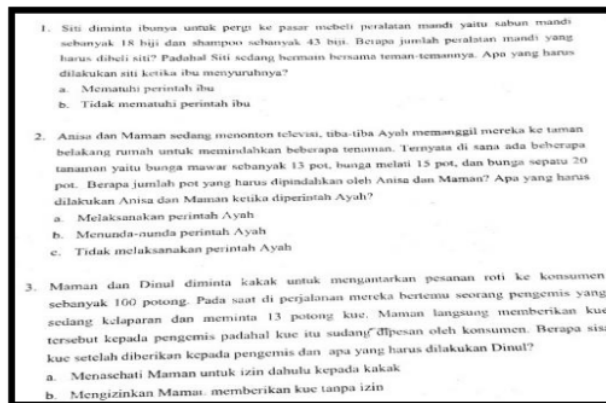 1. Siti diminta ibunya untuk pergi ke pasar mebeli peralatan mandi yaitu sabun mandi
sebanyak 18 biji dan shampoo sebanyak 43 biji. Berapa jumlah peralatan mandi yang
harus dibeli siti? Padahal Siti sedang bermain bersama teman-temannya. Apa yang harus
dilakukan siti ketika ibu menyuruhnya?
a. Mematuhi perintah ibu
b. Tidak mematuhi perintah ibu
2. Anisa dan Maman sedang menonton televisi, tiba-tiba Ayah memanggil mereka ke taman
belakang rumah untuk memindahkan beberapa tenaman. Ternyata di sana ada beberapa
tanaman yaitu bunga mawar sebanyak 13 pot, bunga melati 15 pot, dan bunga sepatu 20
pot. Berapa jumlah pot yang harus dipindahkan oleh Anisa dan Maman? Apa yang harus
dilakukan Anisa dan Maman ketika diperintah Ayah?
a. Melaksanakan perintah Ayah
b. Menunda-nunda perintah Ayah
c. Tidak melaksanakan perintah Ayah
3. Maman dan Dinul diminta kakak untuk mengantarkan pesanan roti ke konsumen
sebanyak 100 potong. Pada saat di perjalanan mereka bertemu seorang pengemis yang
sedang kelaparan dan meminta 13 potong kue. Maman langsung memberikan kue
tersebut kepada pengemis padahal kue itu sudang dipesan oleh konsumen. Berapa sisa
kue setelah diberikan kepada pengemis dan apa yang harus dilakukan Dinul?
a. Menasehati Maman untuk izin dahulu kepada kakak
b. Mengizinkan Maman memberikan kue tanpa izin